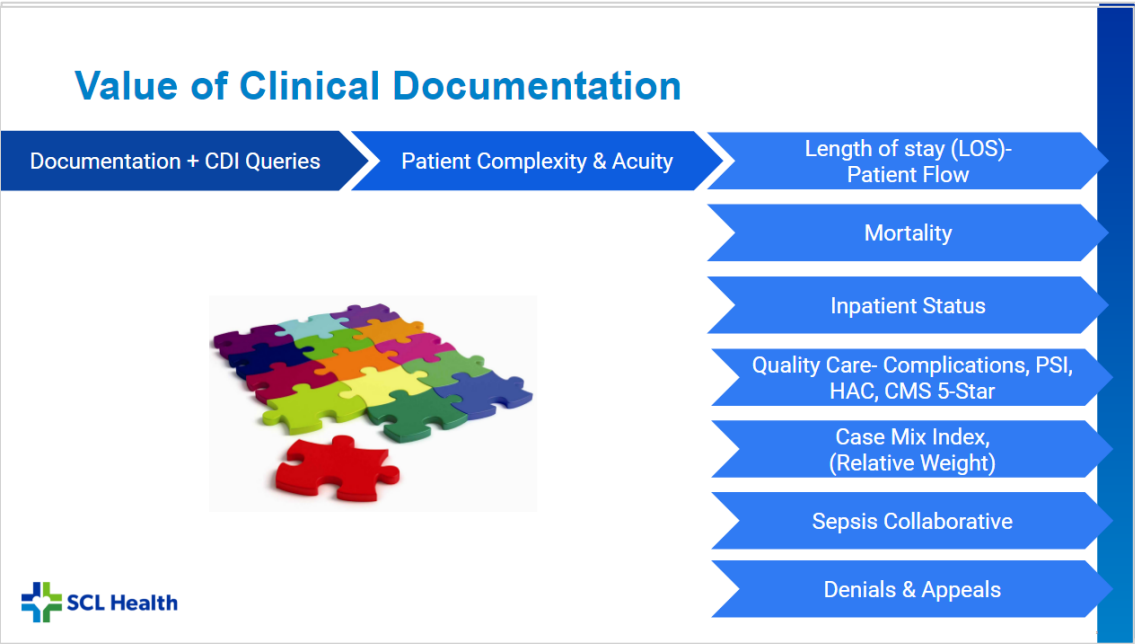 Value of Clinical Documentation
Documentation + CDI Queries
Patient Complexity & Acuity
Length of stay (LOS)-
Patient Flow
Mortality
Inpatient Status
Quality Care- Complications, PSI,
HAC, CMS 5-Star
Case Mix Index,
(Relative Weight)
Sepsis Collaborative
Denials & Appeals
SCL Health